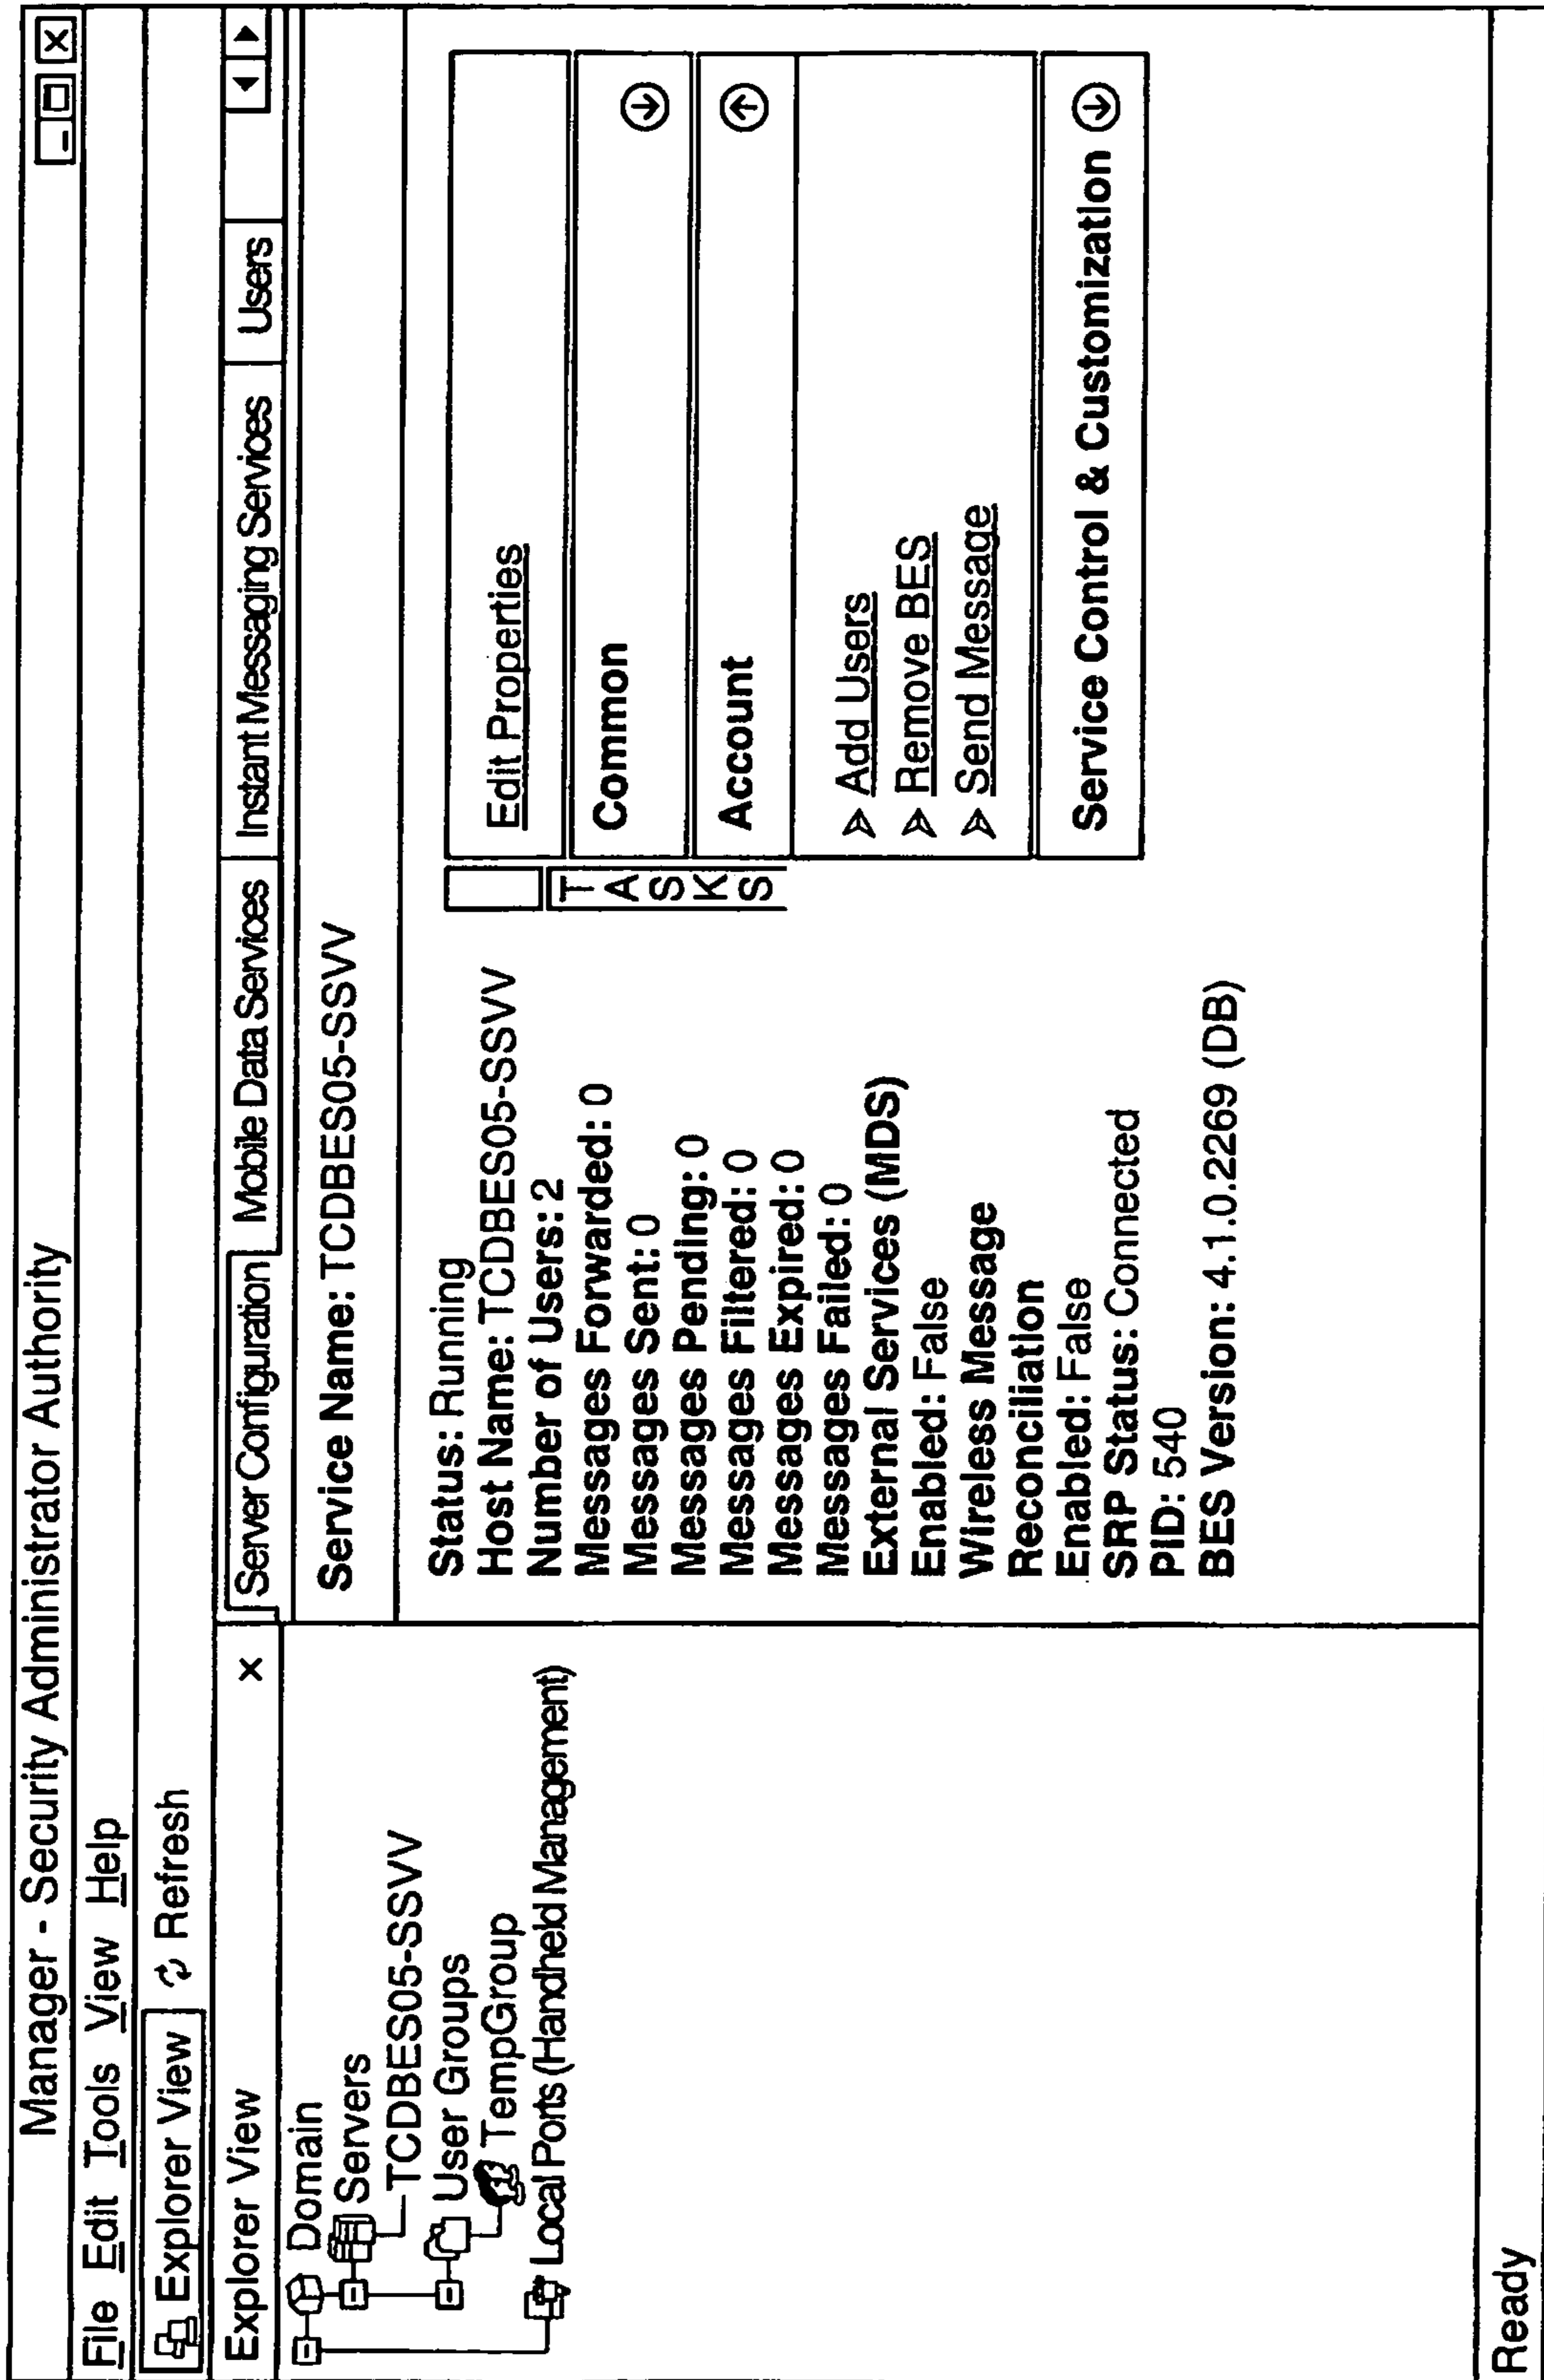 Manager - Security Administrator Authority
File Edit Tools View Help
Explorer View Refresh
Explorer View x
Domain
Servers
TCDBES05-SSVV
User Groups
TempGroup
Local Ports (Handheld Management)
Server Configuration Mobile Data Services Instant Messaging Services Users
Service Name: TCDBES05-SSVV
Status: Running
Host Name: TCDBES05-SSVV
Number of Users: 2
Messages Forwarded: 0
Messages Sent: 0
Messages Pending: 0
Messages Filtered: 0
Messages Expired: 0
Messages Failed: 0
External Services (MDS)
Enabled: False
Wireless Message
Reconciliation
Enabled: False
SRP Status: Connected
PID: 540
BES Version: 4.1.0.2269 (DB)
TASKS
Edit Properties
Common
Account
Add Users
Remove BES
Send Message
Service Control & Customization
Ready